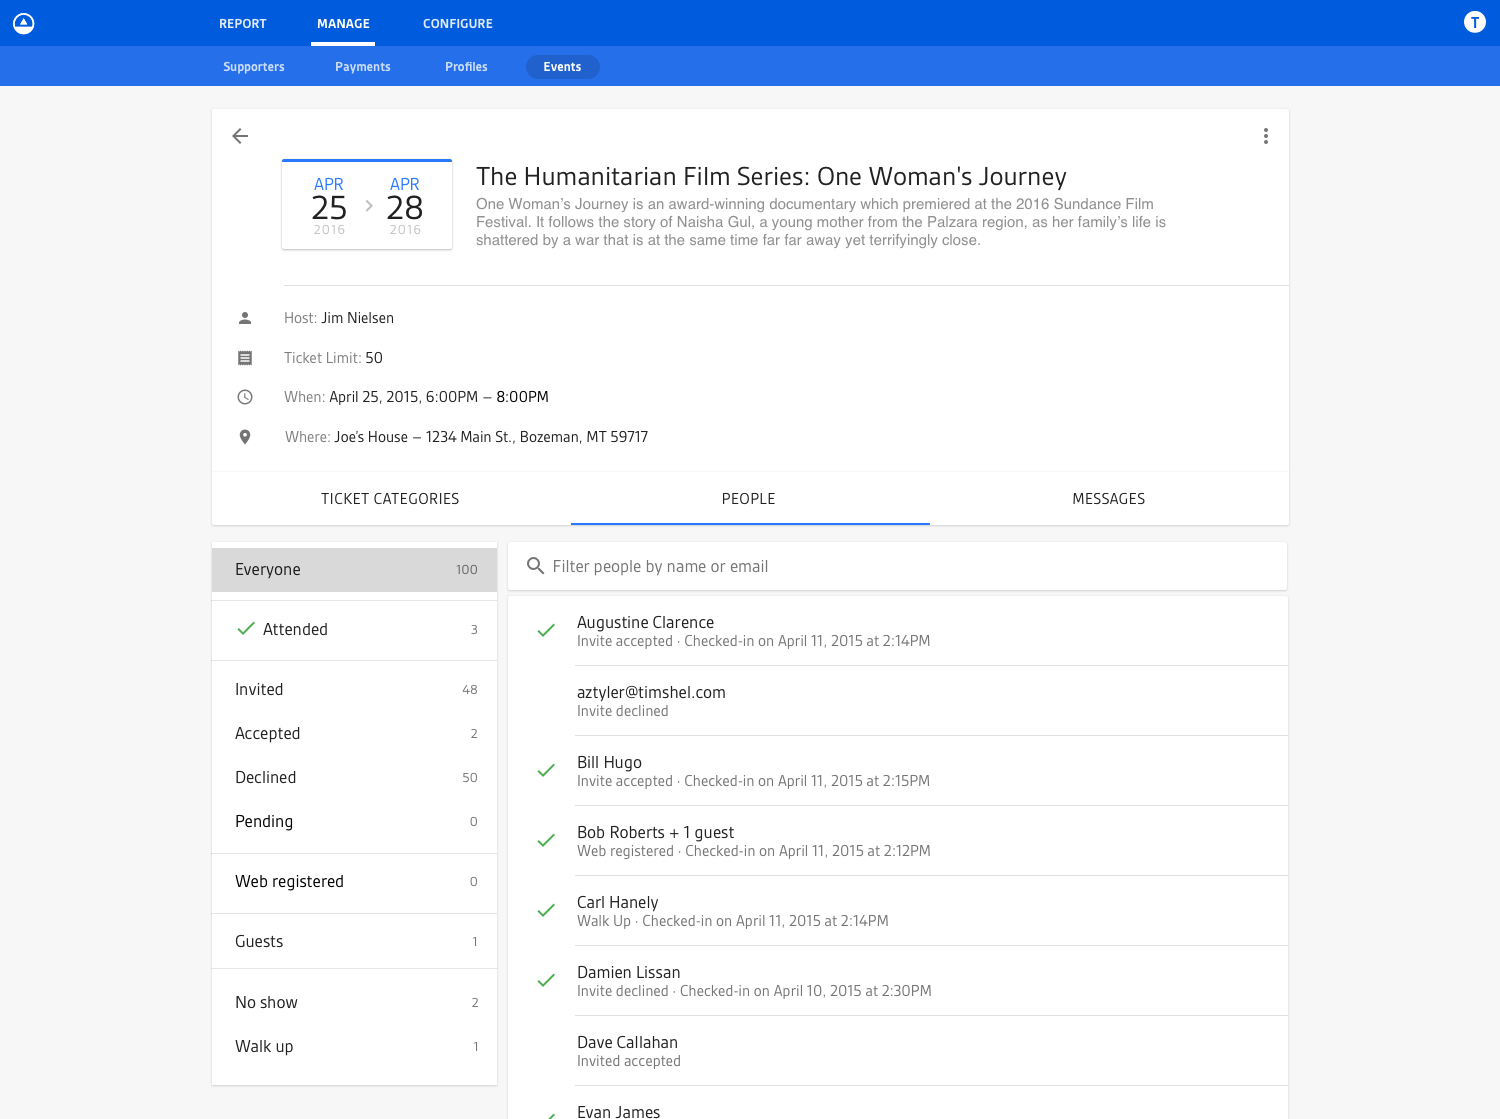 REPORT
MANAGE
CONFIGURE
T
Supporters
Payments
Profiles
Events
APR
25
2016
APR
28
2016
The Humanitarian Film Series: One Woman's Journey
One Woman’s Journey is an award-winning documentary which premiered at the 2016 Sundance Film
Festival. It follows the story of Naisha Gul, a young mother from the Palzara region, as her family’s life is
shattered by a war that is at the same time far far away yet terrifyingly close.
Host: Jim Nielsen
Ticket Limit: 50
When: April 25, 2015, 6:00PM – 8:00PM
Where: Joe's House – 1234 Main St., Bozeman, MT 59717
TICKET CATEGORIES
PEOPLE
MESSAGES
Everyone 100
Attended 3
Invited 48
Accepted 2
Declined 50
Pending 0
Web registered 0
Guests 1
No show 2
Walk up 1
Filter people by name or email
Augustine Clarence
Invite accepted · Checked-in on April 11, 2015 at 2:14PM
aztyler@timshel.com
Invite declined
Bill Hugo
Invite accepted · Checked-in on April 11, 2015 at 2:15PM
Bob Roberts + 1 guest
Web registered · Checked-in on April 11, 2015 at 2:12PM
Carl Hanely
Walk Up · Checked-in on April 11, 2015 at 2:14PM
Damien Lissan
Invite declined · Checked-in on April 10, 2015 at 2:30PM
Dave Callahan
Invited accepted
Evan James